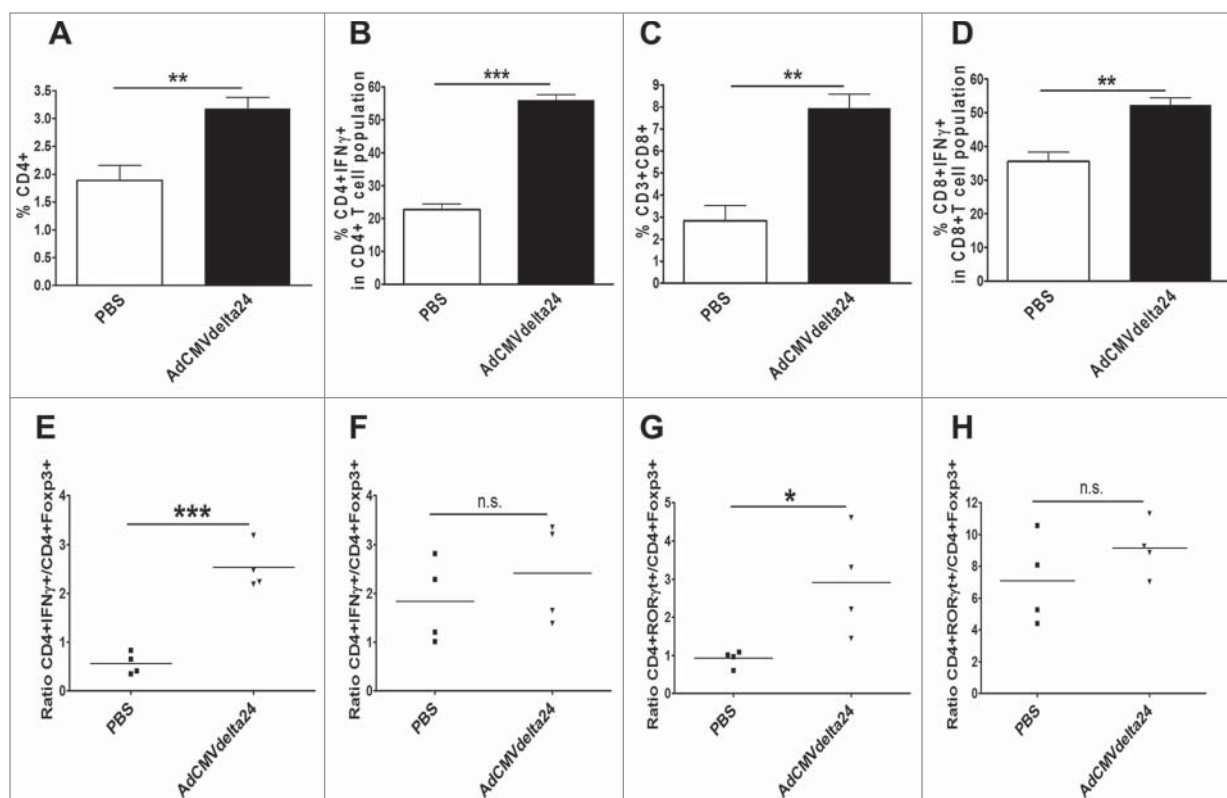 A
**
% CD4+
3.5
3.0
2.5
2.0
1.5
1.0
0.5
0.0
PBS
AdCMVdelta24
B
***
% CD4+IFNγ+
in CD4+ T cell population
60
50
40
30
20
10
0
PBS
AdCMVdelta24
C
**
% CD3+CD8+
9
8
7
6
5
4
3
2
1
0
PBS
AdCMVdelta24
D
**
% CD8+IFNγ+
in CD8+T cell population
60
50
40
30
20
10
0
PBS
AdCMVdelta24
E
***
Ratio CD4+IFNγ+/CD4+Foxp3+
4
3
2
1
0
PBS
AdCMVdelta24
F
n.s.
Ratio CD4+IFNγ+/CD4+Foxp3+
4
3
2
1
0
PBS
AdCMVdelta24
G
*
Ratio CD4+RORγt+/CD4+Foxp3+
5
4
3
2
1
0
PBS
AdCMVdelta24
H
n.s.
Ratio CD4+RORγt+/CD4+Foxp3+
12
10
8
6
4
2
0
PBS
AdCMVdelta24